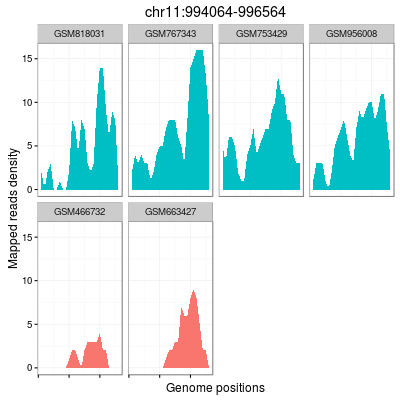 chr11:994064-996564
GSM818031 GSM767343 GSM753429 GSM956008
15
10
5
0
GSM466732 GSM663427
15
10
5
0
Mapped reads density
Genome positions